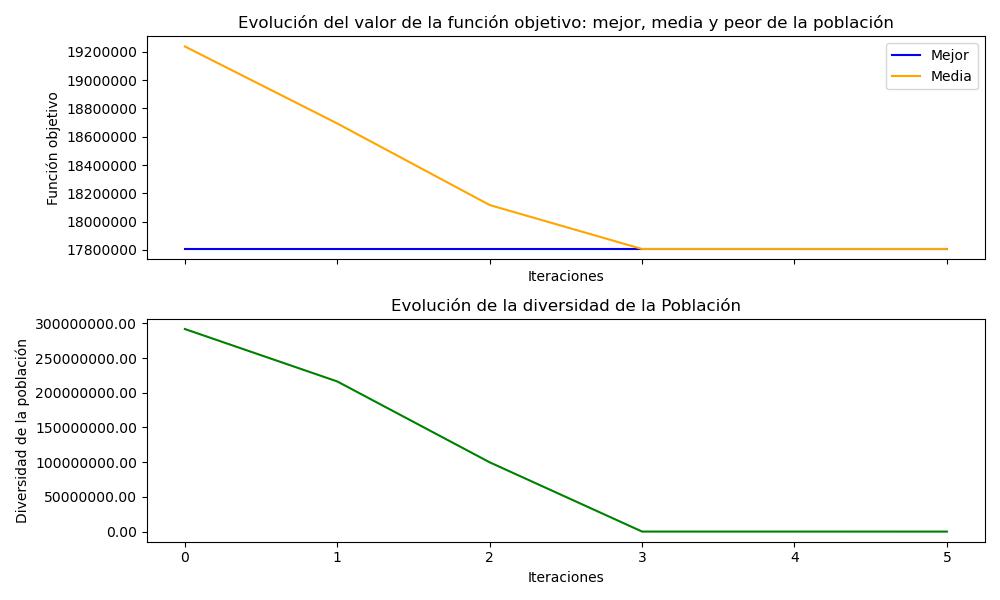 Evolución del valor de la función objetivo: mejor, media y peor de la población
19200000
19000000
18800000
18600000
18400000
18200000
18000000
17800000
Función objetivo
Mejor
Media
Iteraciones
Evolución de la diversidad de la Población
300000000.00
250000000.00
200000000.00
150000000.00
100000000.00
50000000.00
0.00
Diversidad de la población
0 1 2 3 4 5
Iteraciones